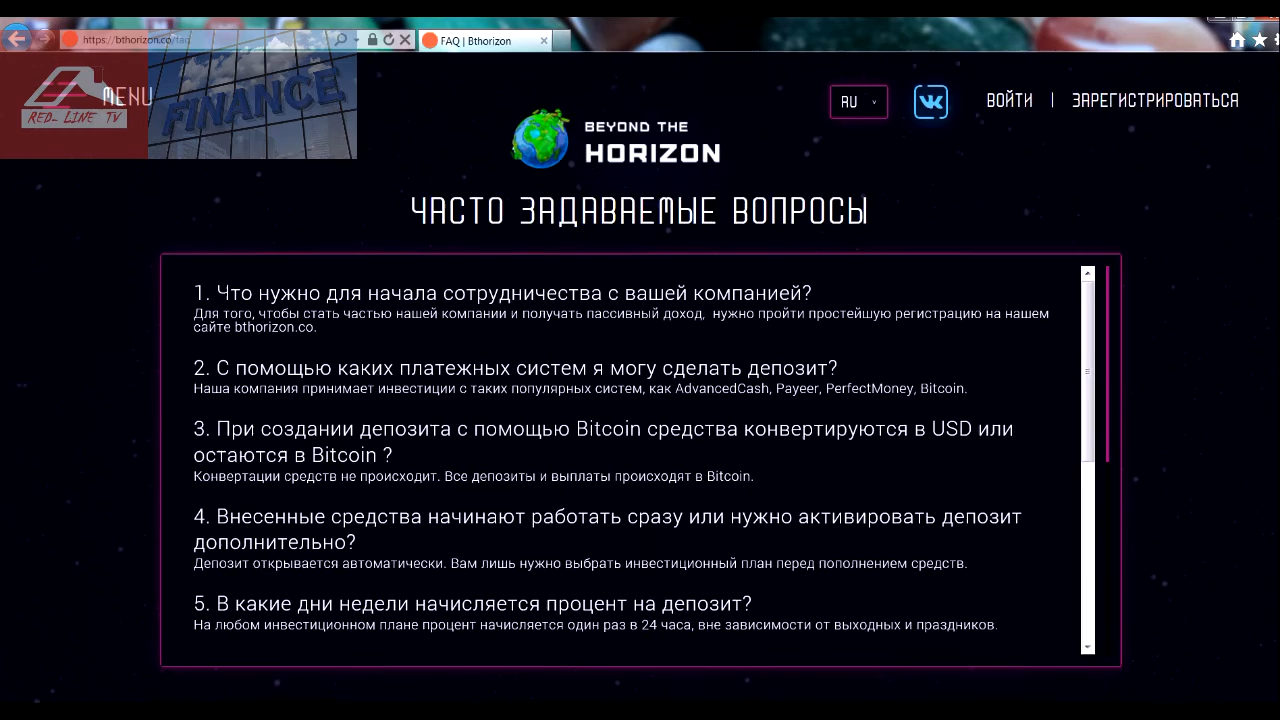 https://bthorizon.co/faq
FAQ | Bthorizon
MENU
RED-LINE TV
FINANCE
RU
ВОЙТИ | ЗАРЕГИСТРИРОВАТЬСЯ
BEYOND THE
HORIZON
ЧАСТО ЗАДАВАЕМЫЕ ВОПРОСЫ
1. Что нужно для начала сотрудничества с вашей компанией?
Для того, чтобы стать частью нашей компании и получать пассивный доход, нужно пройти простейшую регистрацию на нашем
сайте bthorizon.co.
2. С помощью каких платежных систем я могу сделать депозит?
Наша компания принимает инвестиции с таких популярных систем, как AdvancedCash, Payeer, PerfectMoney, Bitcoin.
3. При создании депозита с помощью Bitcoin средства конвертируются в USD или
остаются в Bitcoin ?
Конвертации средств не происходит. Все депозиты и выплаты происходят в Bitcoin.
4. Внесенные средства начинают работать сразу или нужно активировать депозит
дополнительно?
Депозит открывается автоматически. Вам лишь нужно выбрать инвестиционный план перед пополнением средств.
5. В какие дни недели начисляется процент на депозит?
На любом инвестиционном плане процент начисляется один раз в 24 часа, вне зависимости от выходных и праздников.